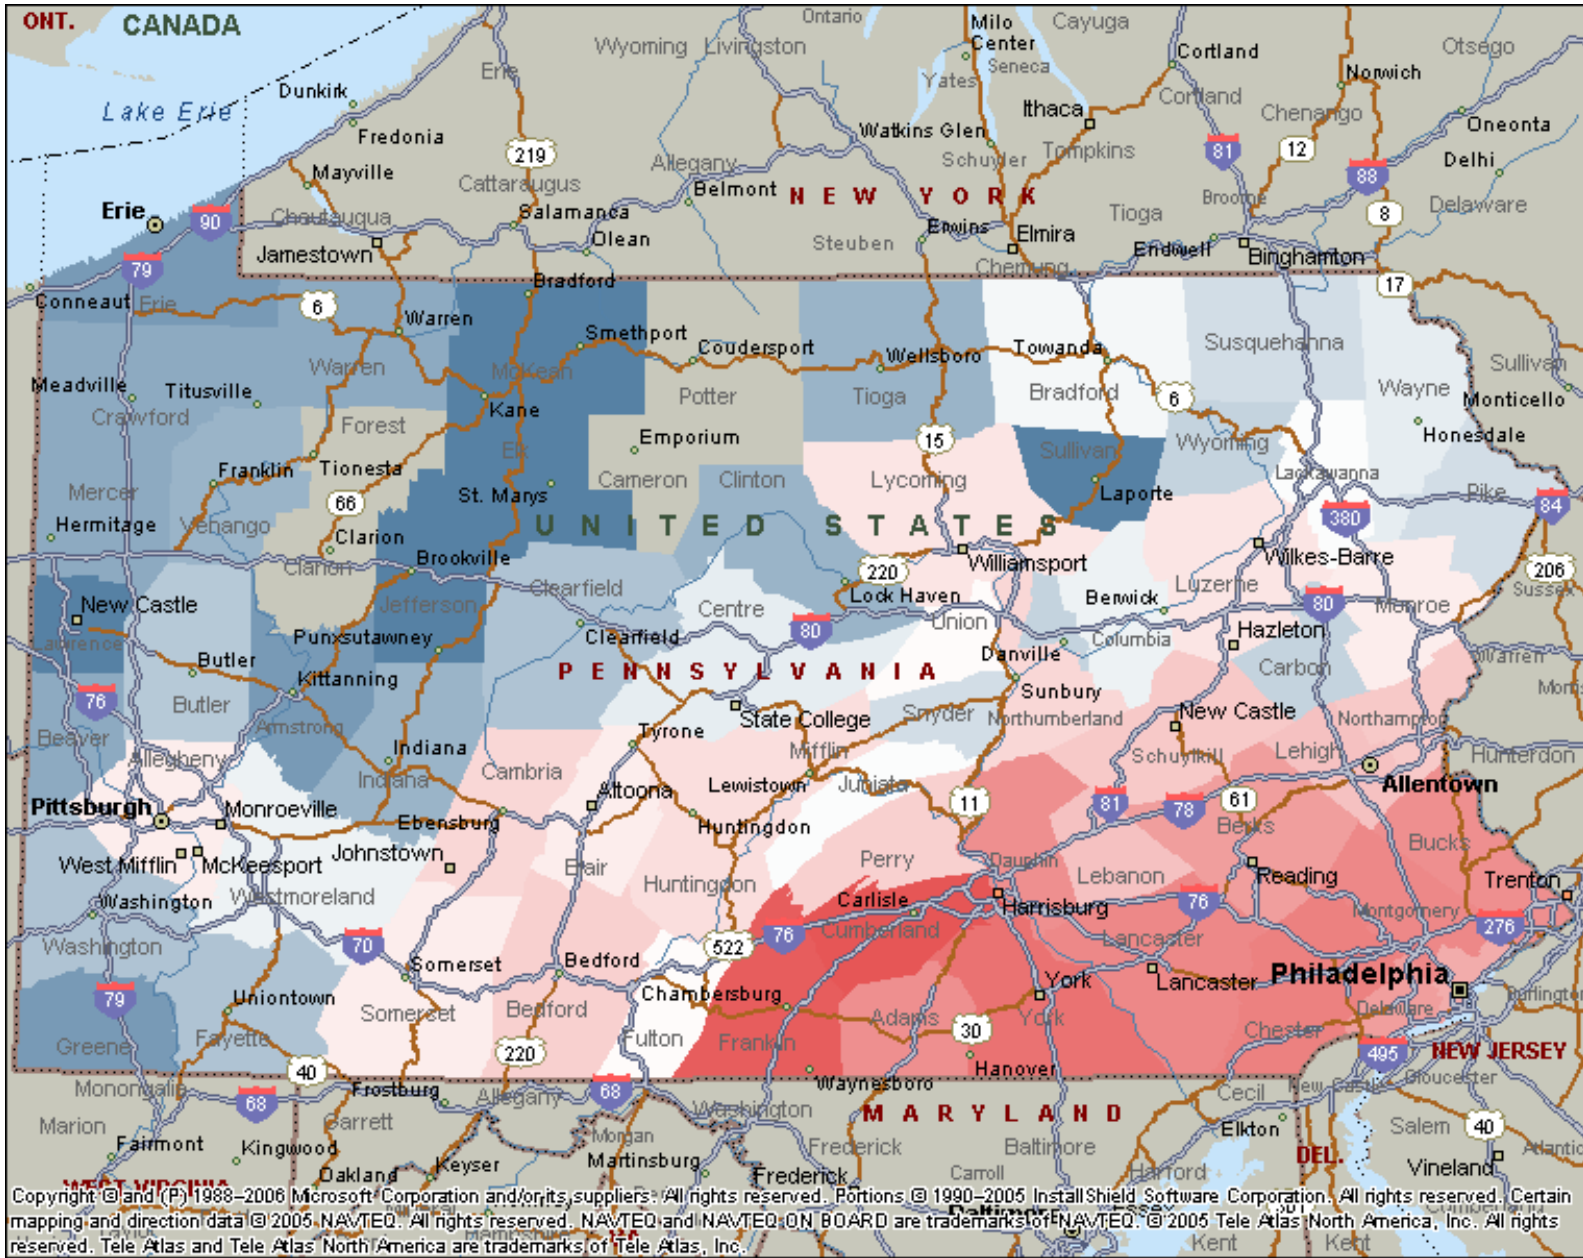 ONT.
CANADA
Ontario
Milo
Center
Cayuga
Cortland
Otsego
Wyoming
Livingston
Seneca
Yates
Erie
Norwich
Dunkirk
Lake Erie
Ithaca
Cortland
Chenango
Oneonta
Fredonia
Watkins Glen
219
81
12
Delhi
Mayville
Allegany
Schuyler
Tompkins
88
Cattaraugus
Belmont
NEW YORK
Broome
Delaware
Erie
90
Chautauqua
Salamanca
Tioga
8
Jamestown
Olean
Steuben
Erwins
Elmira
Endwell
Binghamton
79
Chemung
Conneaut
Erie
6
Bradford
17
Warren
Smethport
Coudersport
Wellsboro
Towanda
Susquehanna
Sullivan
Warren
McKean
Meadville
Titusville
Crawford
Kane
Potter
Tioga
Bradford
6
Wayne
Monticello
Forest
Emporium
15
Wyoming
Honesdale
Franklin
Tionesta
Elk
Cameron
Clinton
Lycoming
Sullivan
Lackawanna
Mercer
66
St. Marys
Laporte
Pike
Venango
Hermitage
UNITED STATES
380
84
Clarion
Brookville
Williamsport
Wilkes-Barre
Clarion
Clearfield
220
Luzerne
206
New Castle
Jefferson
Centre
Lock Haven
Berwick
80
Monroe
Sussex
Lawrence
Punxsutawney
Clearfield
80
Union
Columbia
Hazleton
Butler
PENNSYLVANIA
Danville
Carbon
Warren
76
Kittanning
Sunbury
Butler
Armstrong
State College
Snyder
Northumberland
New Castle
Northampton
Beaver
Tyrone
Mifflin
Schuylkill
Lehigh
Hunterdon
Allegheny
Indiana
Indiana
Cambria
Lewistown
Juniata
Allentown
Pittsburgh
Monroeville
Altoona
11
81
78
61
Ebensburg
Huntingdon
Berks
Bucks
West Mifflin
McKeesport
Johnstown
Blair
Perry
Dauphin
Lebanon
Reading
Trenton
Westmoreland
Huntingdon
Carlisle
Harrisburg
76
Montgomery
Washington
Cumberland
276
Washington
70
522
76
Lancaster
Somerset
Bedford
Philadelphia
79
Uniontown
Chambersburg
York
Lancaster
Burlington
Somerset
Bedford
Adams
York
Delaware
Greene
Fayette
Fulton
Franklin
30
Chester
220
495
NEW JERSEY
40
Hanover
Monongalia
Frostburg
Waynesboro
New Castle
Gloucester
68
Allegany
68
Washington
MARYLAND
Cecil
Marion
Garrett
Salem
40
Fairmont
Morgan
Frederick
Baltimore
Elkton
Atlantic
Kingwood
Keyser
Martinsburg
Carroll
Harford
DEL.
Vineland
Oakland
Frederick
WEST VIRGINIA
Copyright © and (P) 1988–2006 Microsoft Corporation and/or its suppliers. All rights reserved. Portions © 1990–2005 InstallShield Software Corporation. All rights reserved. Certain
mapping and direction data © 2005 NAVTEQ. All rights reserved. NAVTEQ and NAVTEQ ON BOARD are trademarks of NAVTEQ. © 2005 Tele Atlas North America, Inc. All rights
reserved. Tele Atlas and Tele Atlas North America are trademarks of Tele Atlas, Inc.
Baltimore
Essex
Cumberland
Kent
Kent